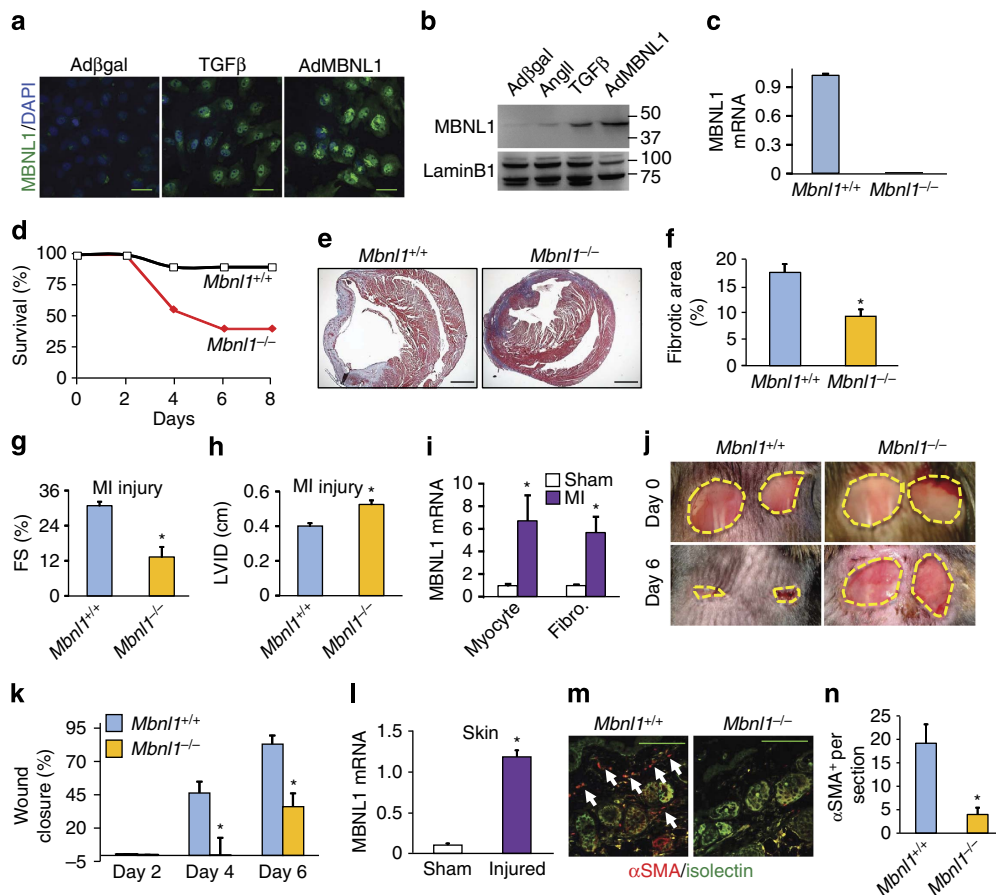 a
Adβgal TGFβ AdMBNL1
MBNL1/DAPI
b
Adβgal AngII TGFβ AdMBNL1
MBNL1
50
37
LaminB1
100
75
c
MBNL1 mRNA
0.9
0.6
0.3
0
Mbnl1+/+ Mbnl1−/−
d
Survival (%)
100
75
50
25
0
Mbnl1+/+
Mbnl1−/−
0 2 4 6 8
Days
e
Mbnl1+/+ Mbnl1−/−
f
Fibrotic area (%)
20
15
10
5
0
*
Mbnl1+/+ Mbnl1−/−
g
MI injury
FS (%)
36
24
12
0
*
Mbnl1+/+ Mbnl1−/−
h
MI injury
LVID (cm)
0.6
0.4
0.2
0
*
Mbnl1+/+ Mbnl1−/−
i
Sham
MI
MBNL1 mRNA
10
8
6
4
2
0
* *
Myocyte Fibro.
j
Mbnl1+/+ Mbnl1−/−
Day 0
Day 6
k
Mbnl1+/+
Mbnl1−/−
Wound closure (%)
95
70
45
20
−5
* *
Day 2 Day 4 Day 6
l
Skin
MBNL1 mRNA
1.5
1.0
0.5
0
*
Sham Injured
m
Mbnl1+/+ Mbnl1−/−
αSMA/isolectin
n
αSMA+ per section
25
20
15
10
5
0
*
Mbnl1+/+ Mbnl1−/−